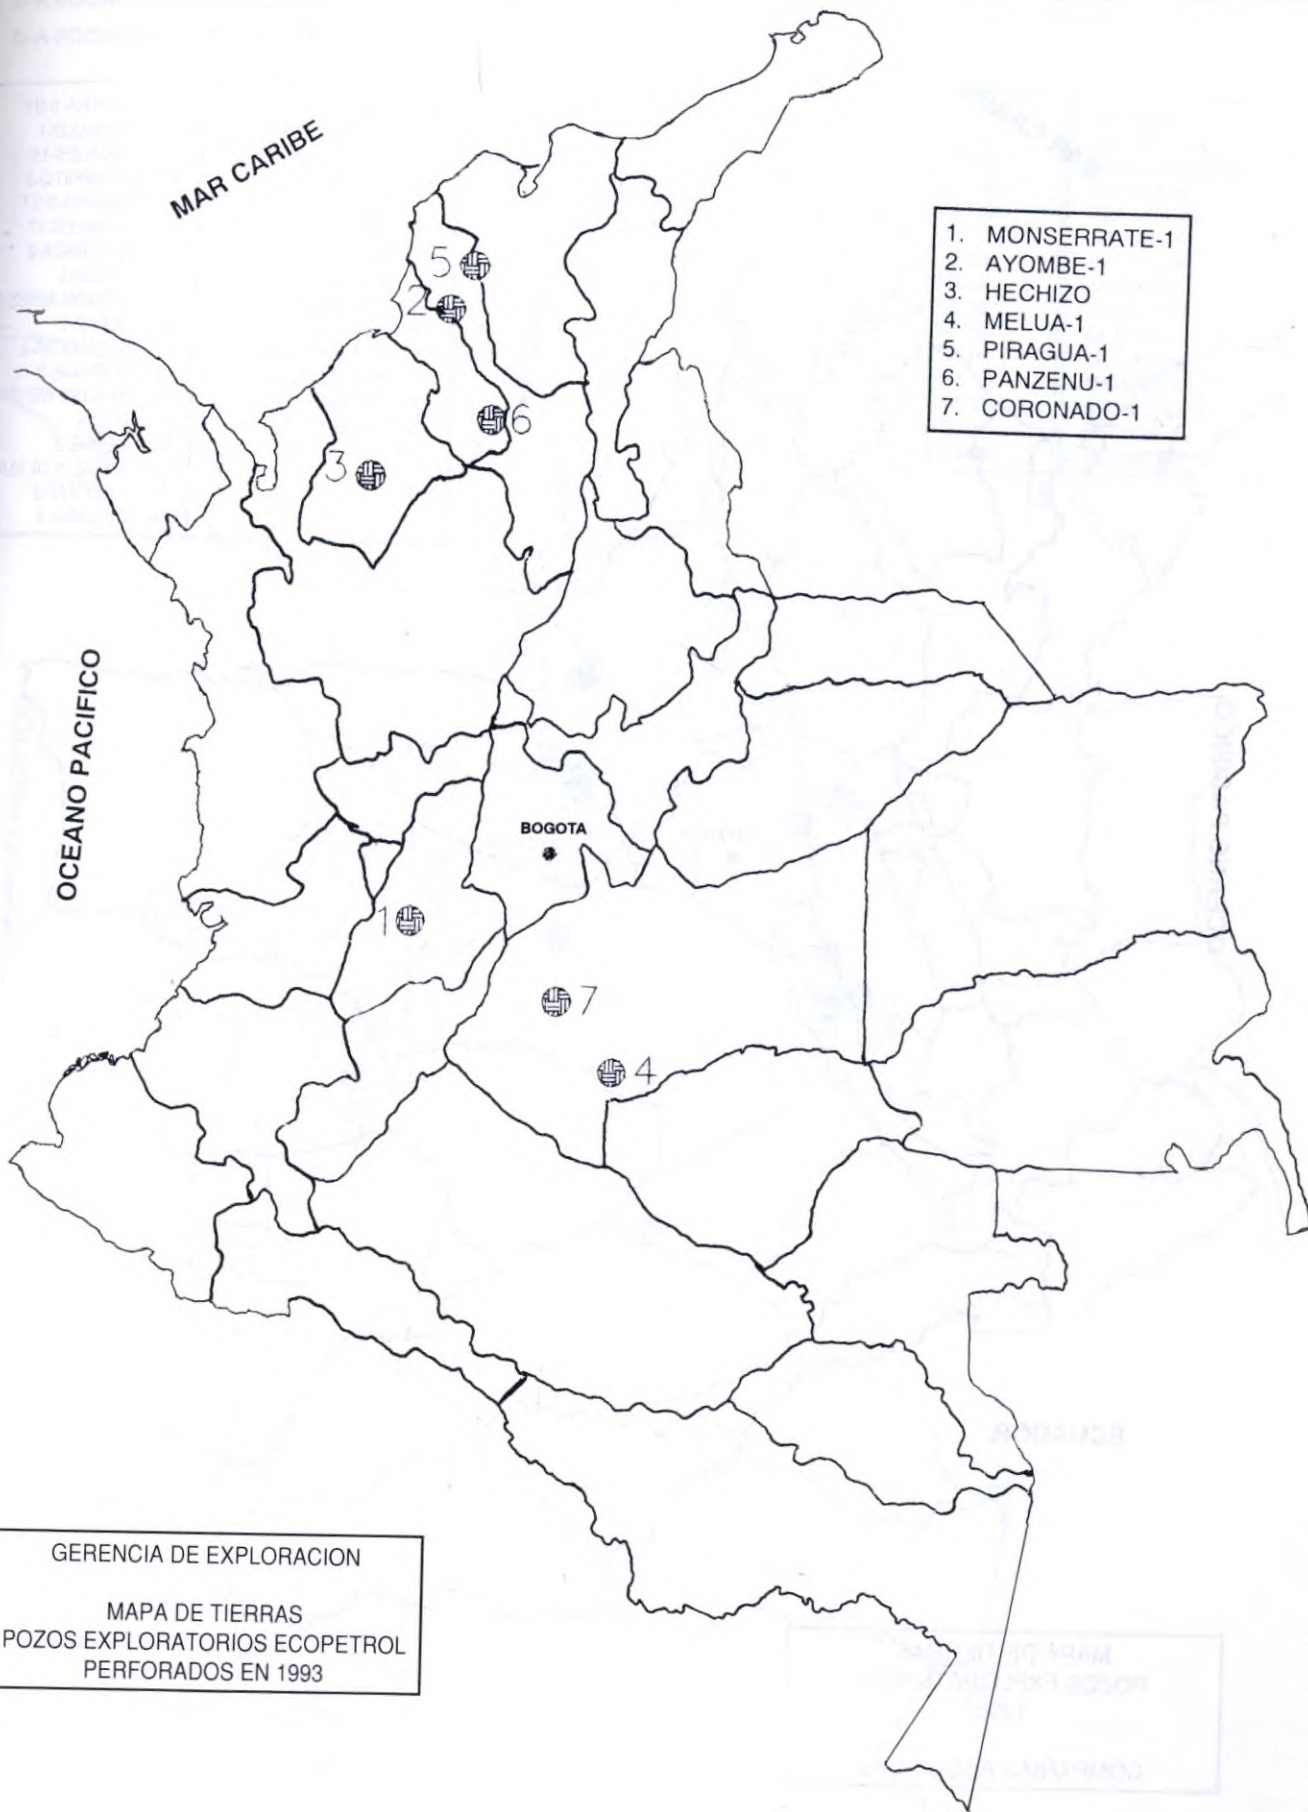 MAR CARIBE
1. MONSERRATE-1
2. AYOMBE-1
3. HECHIZO
4. MELUA-1
5. PIRAGUA-1
6. PANZENU-1
7. CORONADO-1
5
2
6
3
OCEANO PACIFICO
BOGOTA
1
7
4
GERENCIA DE EXPLORACION
MAPA DE TIERRAS
POZOS EXPLORATORIOS ECOPETROL
PERFORADOS EN 1993